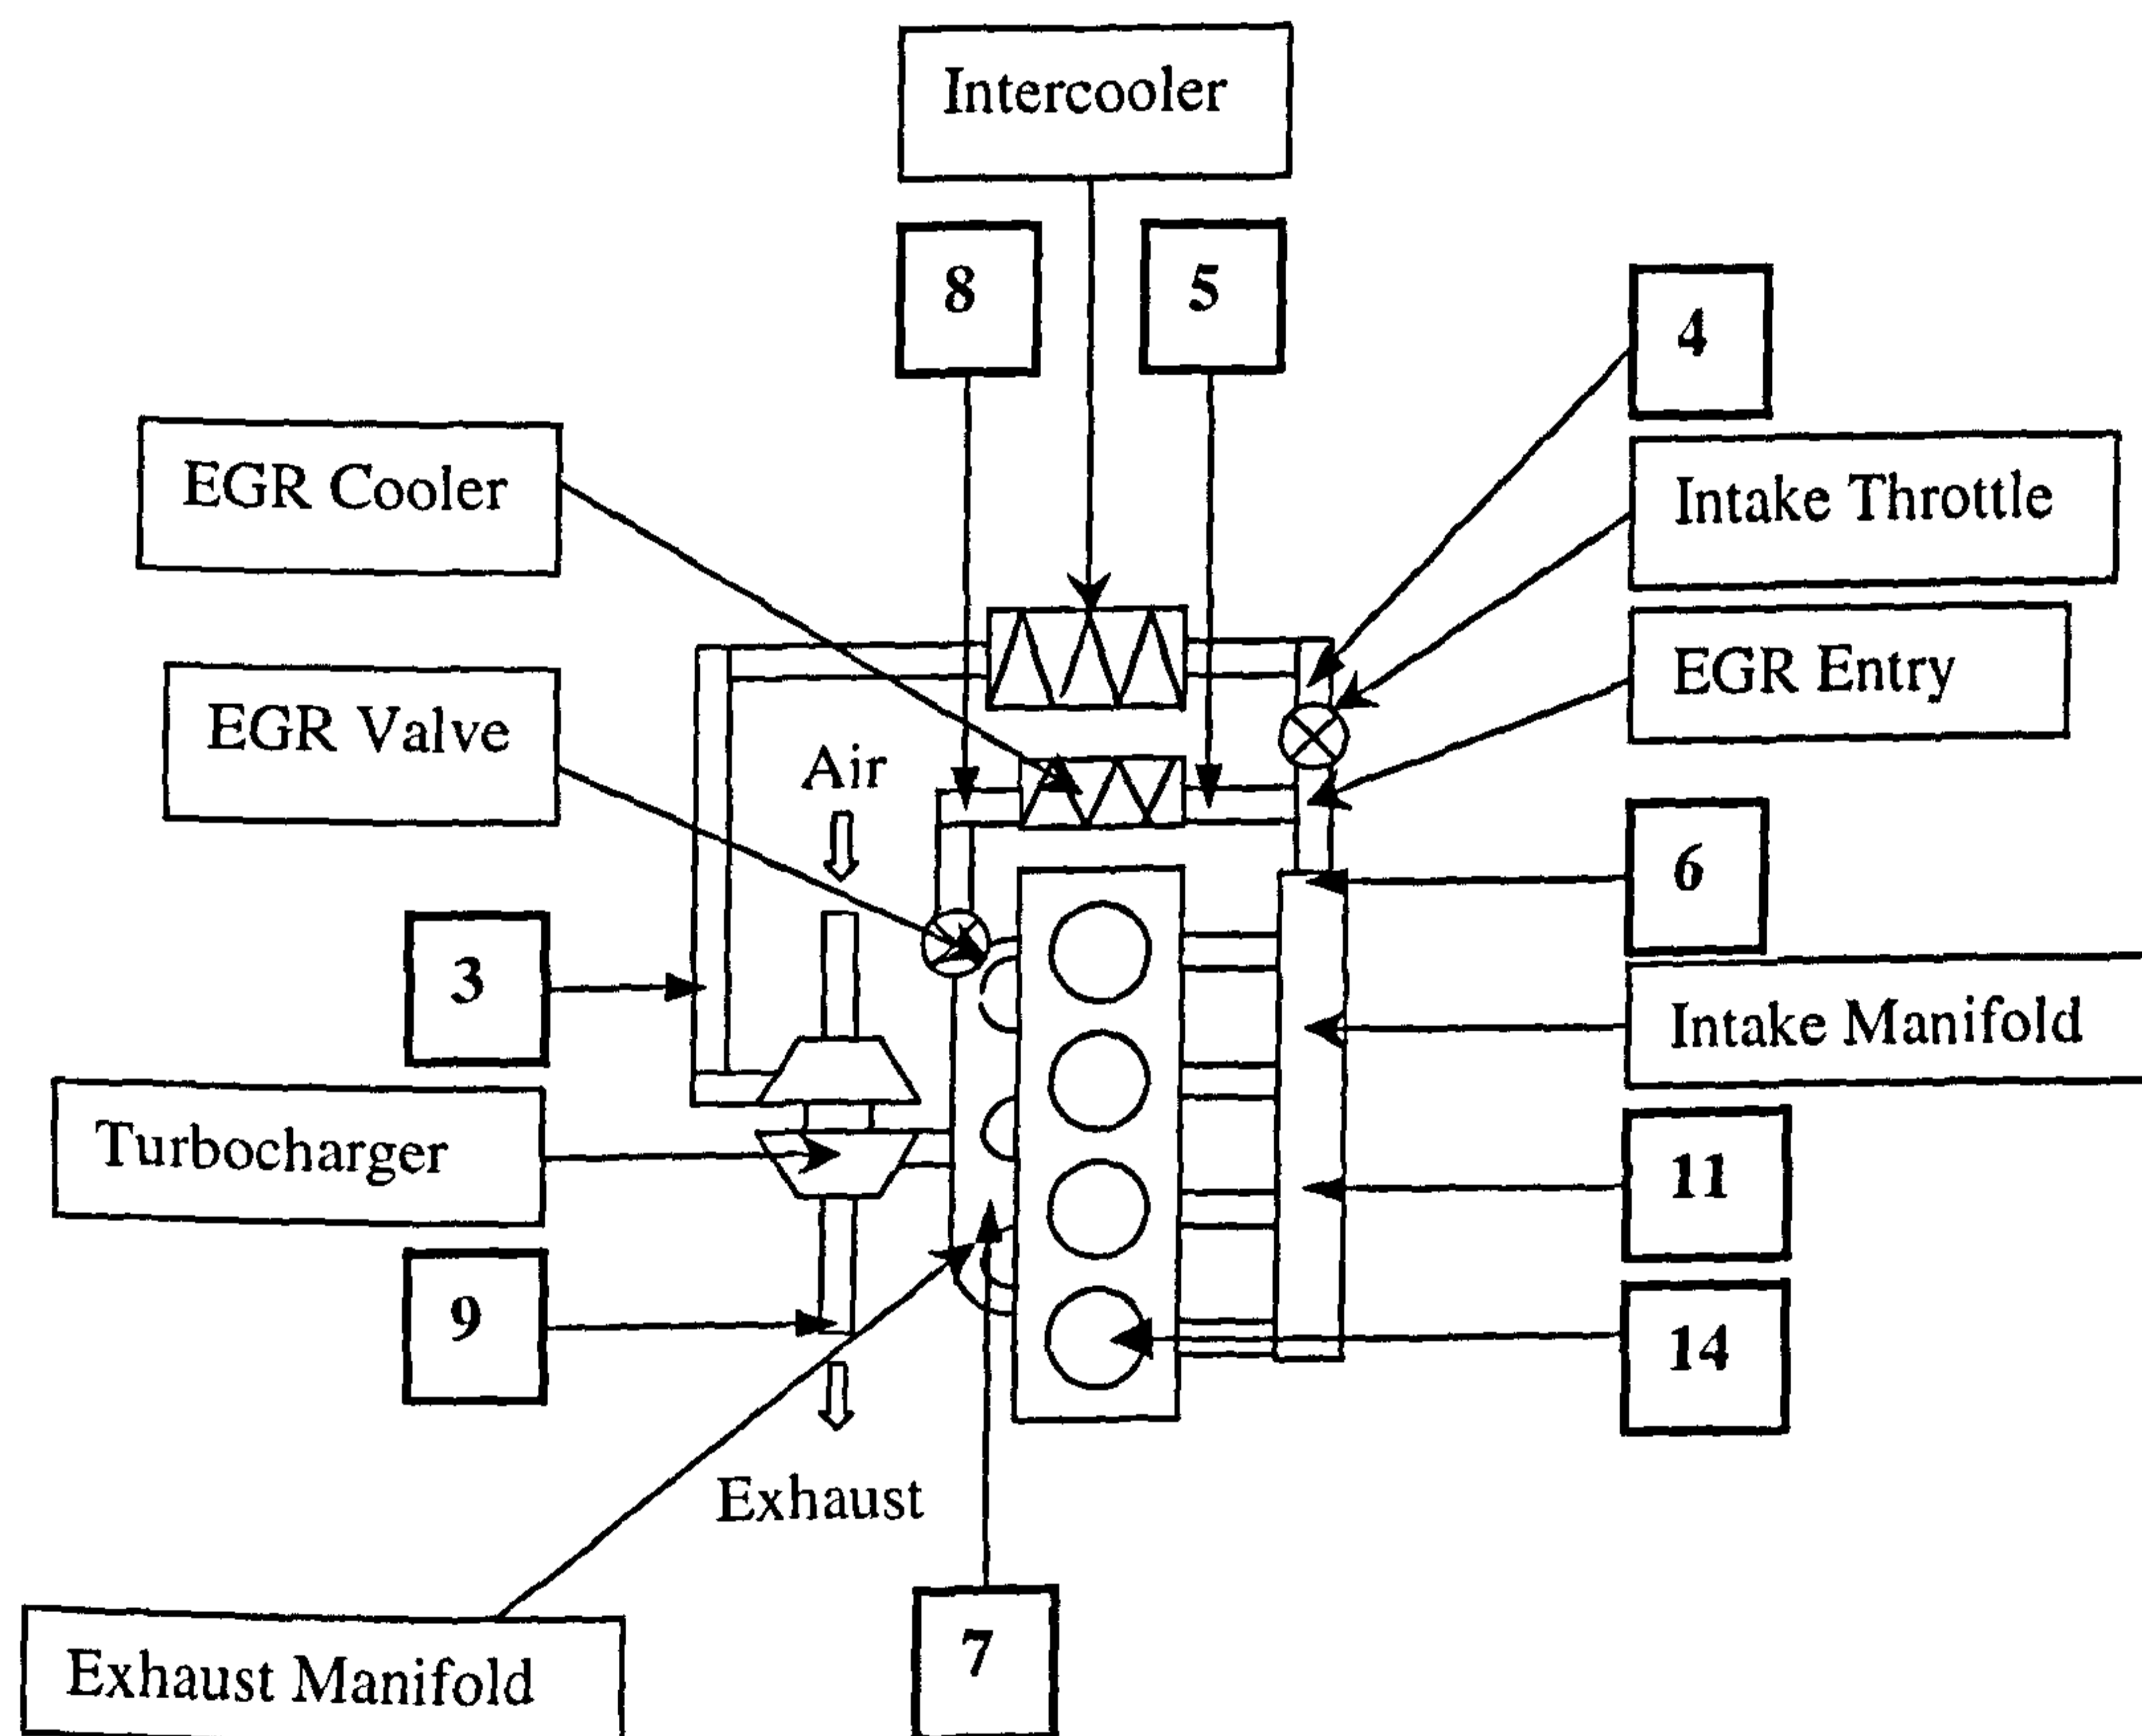 Intercooler
8
5
4
EGR Cooler
Intake Throttle
EGR Entry
EGR Valve
Air
6
3
Intake Manifold
Turbocharger
11
9
14
Exhaust
7
Exhaust Manifold